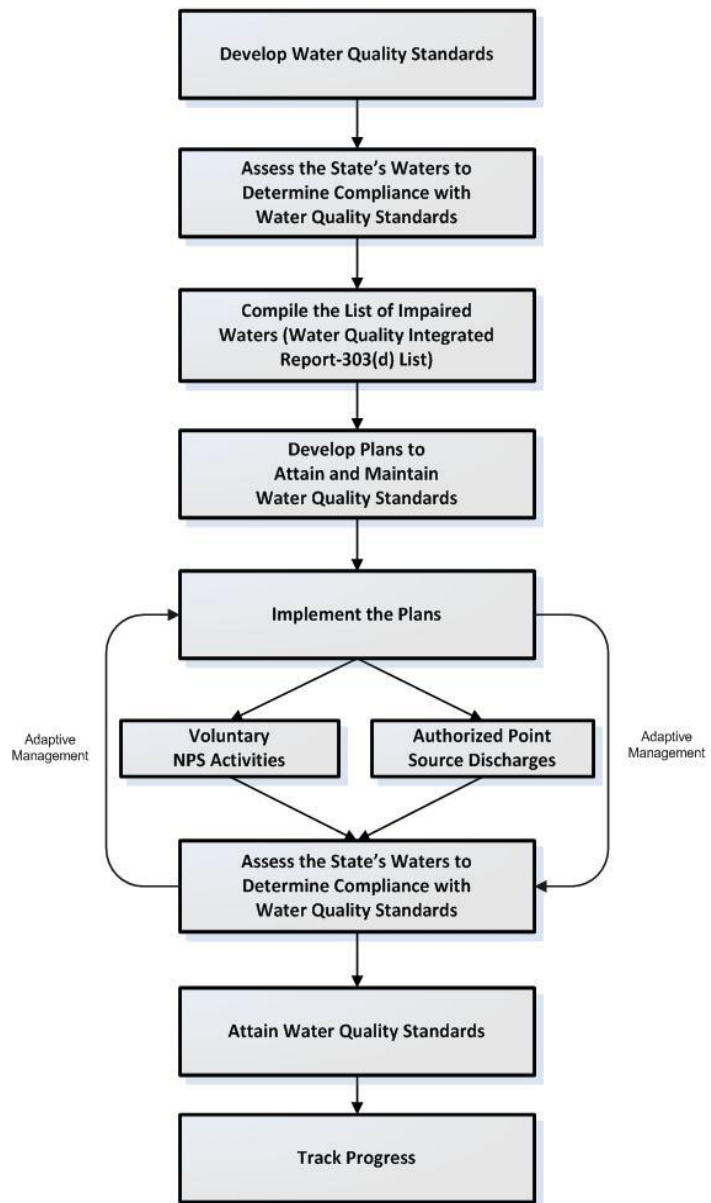 Develop Water Quality Standards
Assess the State's Waters to
Determine Compliance with
Water Quality Standards
Compile the List of Impaired
Waters (Water Quality Integrated
Report-303(d) List)
Develop Plans to
Attain and Maintain
Water Quality Standards
Implement the Plans
Adaptive
Management
Voluntary
NPS Activities
Authorized Point
Source Discharges
Adaptive
Management
Assess the State's Waters to
Determine Compliance with
Water Quality Standards
Attain Water Quality Standards
Track Progress